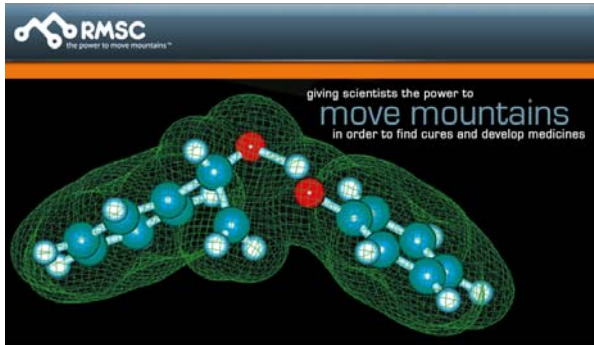 RMSC
the power to move mountains™
giving scientists the power to
move mountains
in order to find cures and develop medicines